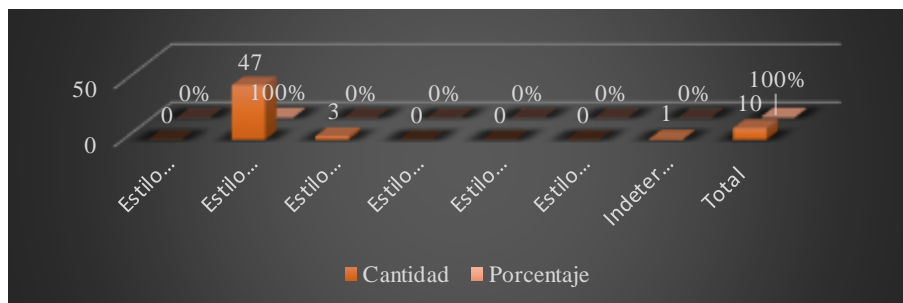 50
0
0
47
3
0
0
0
1
10
0%
100%
0%
0%
0%
0%
0%
100%
Estilo...
Estilo...
Estilo...
Estilo...
Estilo...
Estilo...
Indeter...
Total
Cantidad
Porcentaje